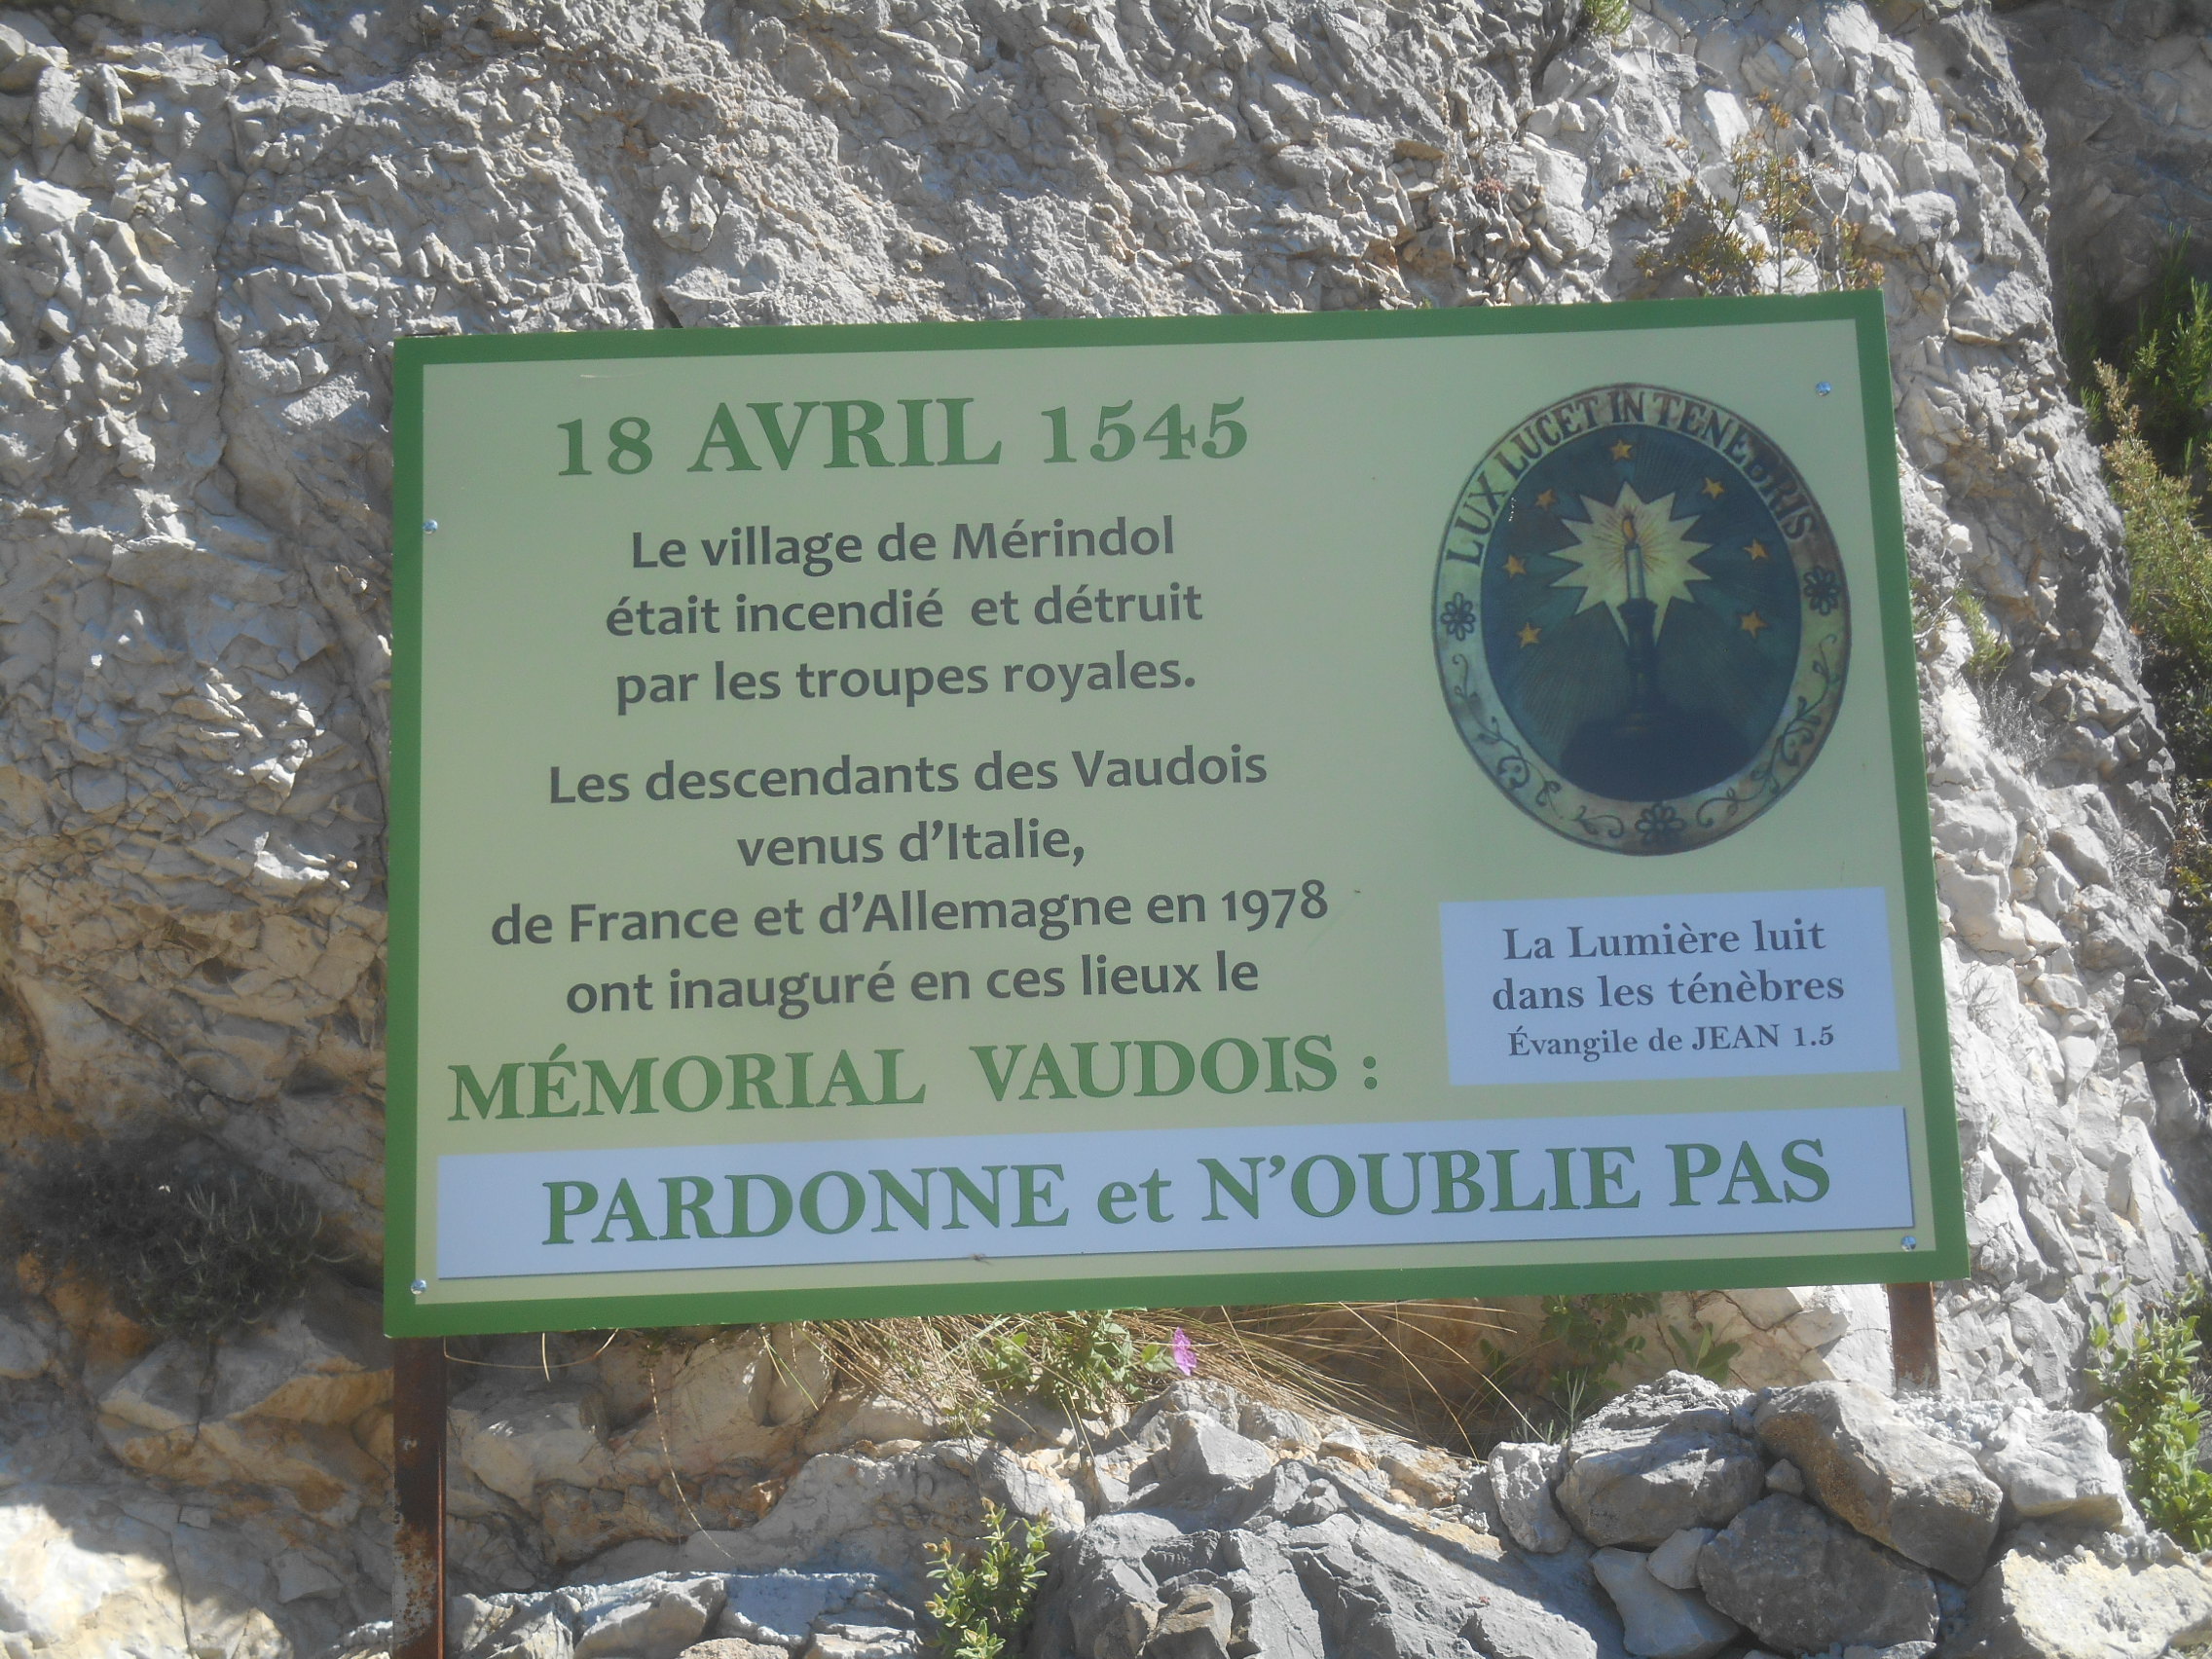 18 AVRIL 1545
Le village de Mérindol
était incendié et détruit
par les troupes royales.
Les descendants des Vaudois
venus d'Italie,
de France et d'Allemagne en 1978
ont inauguré en ces lieux le
MÉMORIAL VAUDOIS :
PARDONNE et N'OUBLIE PAS
LUX LUCET IN TENEBRIS
La Lumière luit
dans les ténèbres
Évangile de JEAN 1.5